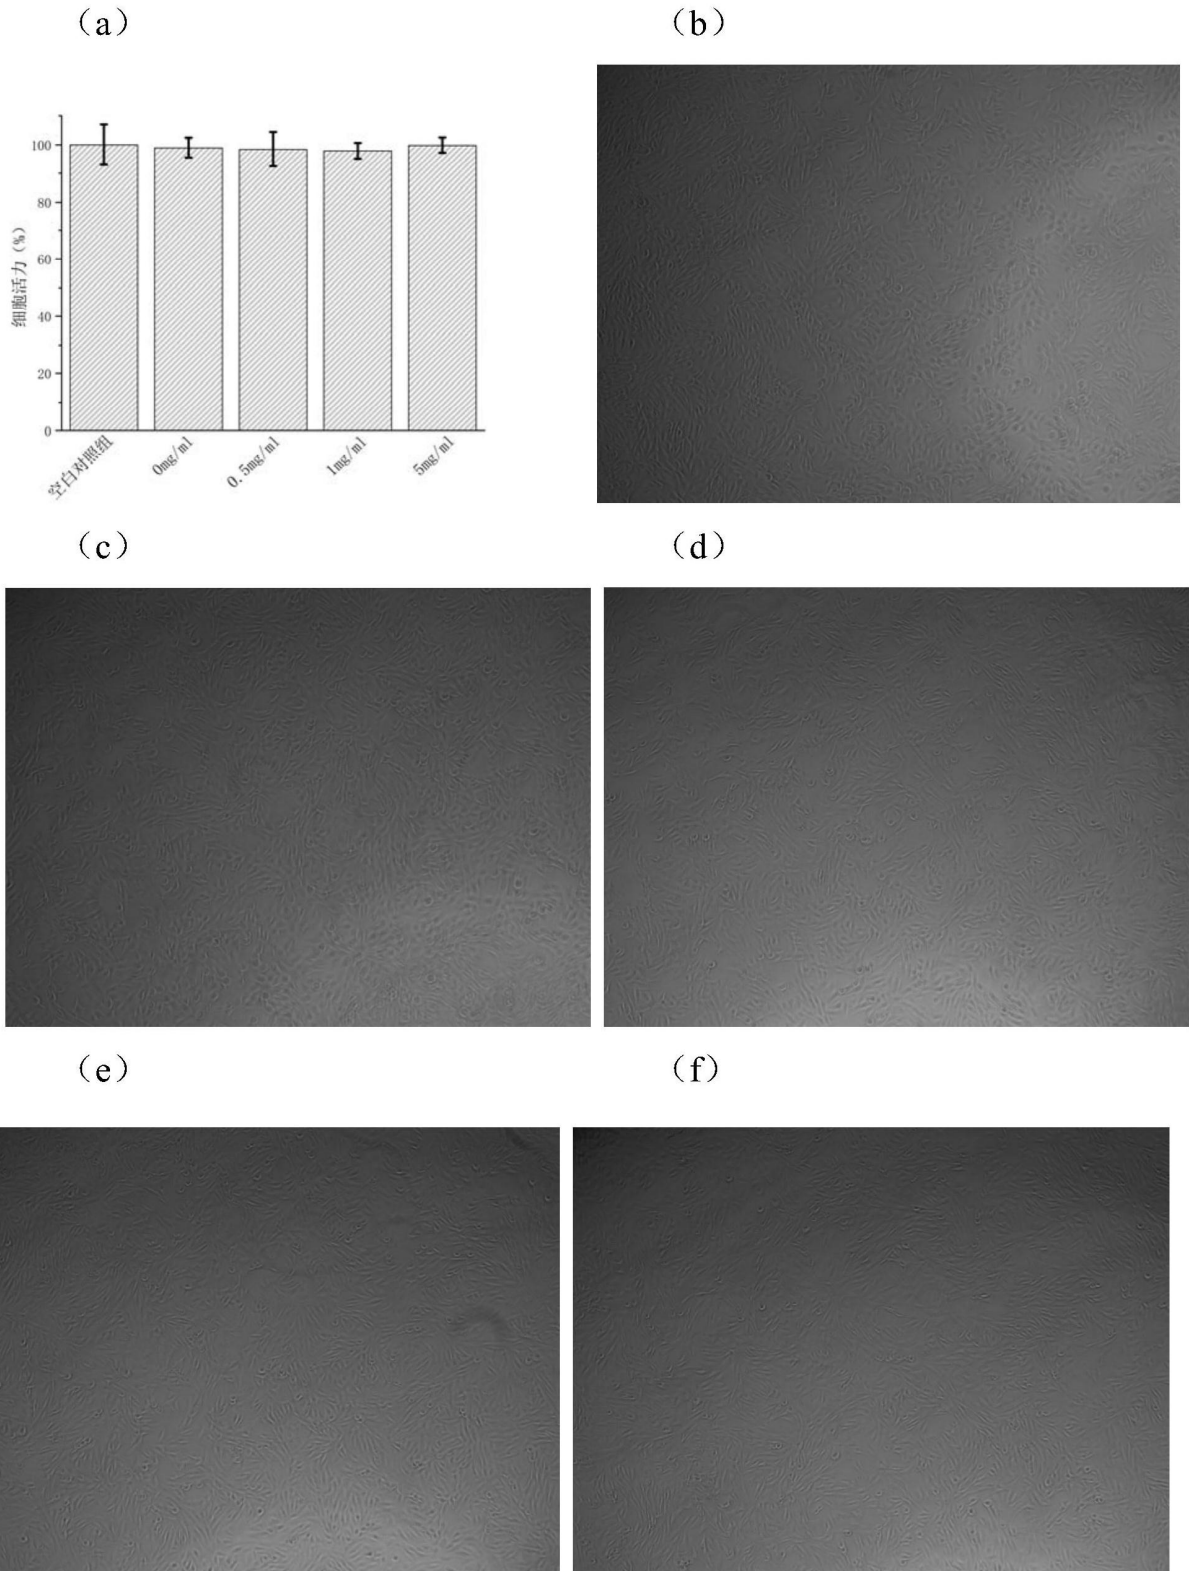 （a）
（b）
100
80
60
40
20
0
细胞活力（%）
空白对照组
0mg/ml
0.5mg/ml
1mg/ml
5mg/ml
（c）
（d）
（e）
（f）